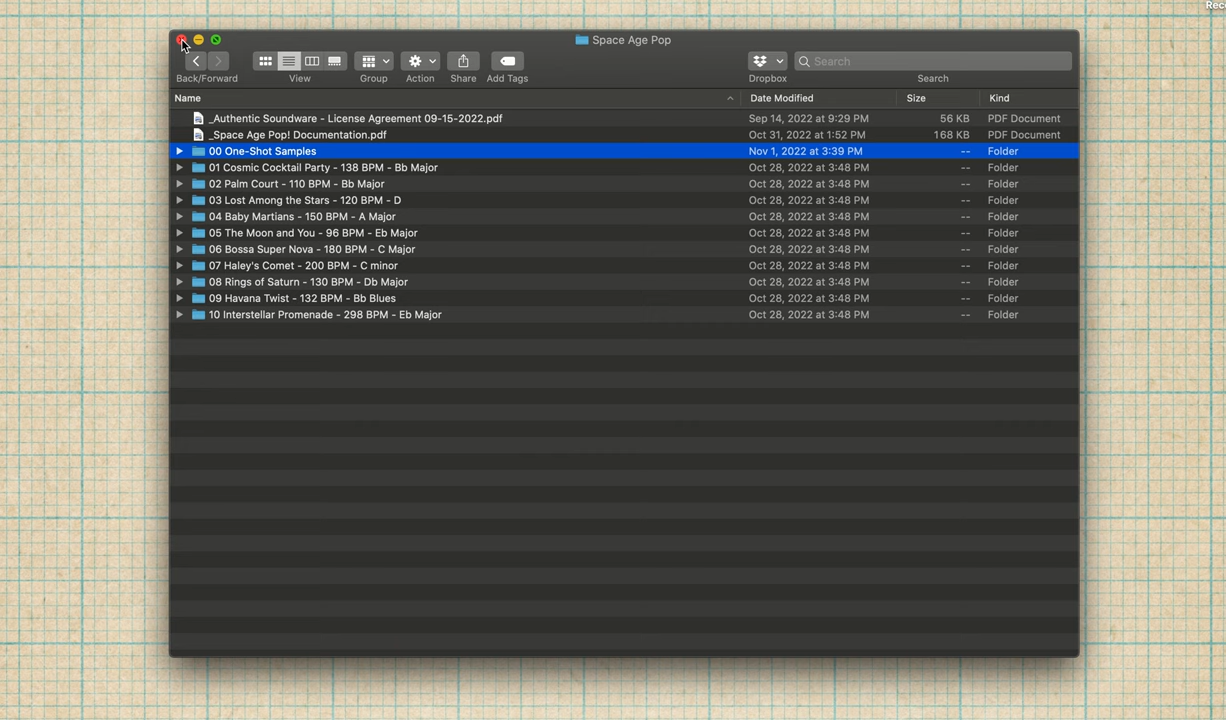 Rec
Space Age Pop
Search
Back/Forward View Group Action Share Add Tags Dropbox Search
Name Date Modified Size Kind
_Authentic Soundware - License Agreement 09-15-2022.pdf Sep 14, 2022 at 9:29 PM 56 KB PDF Document
_Space Age Pop! Documentation.pdf Oct 31, 2022 at 1:52 PM 168 KB PDF Document
00 One-Shot Samples Nov 1, 2022 at 3:39 PM -- Folder
01 Cosmic Cocktail Party - 138 BPM - Bb Major Oct 28, 2022 at 3:48 PM -- Folder
02 Palm Court - 110 BPM - Bb Major Oct 28, 2022 at 3:48 PM -- Folder
03 Lost Among the Stars - 120 BPM - D Oct 28, 2022 at 3:48 PM -- Folder
04 Baby Martians - 150 BPM - A Major Oct 28, 2022 at 3:48 PM -- Folder
05 The Moon and You - 96 BPM - Eb Major Oct 28, 2022 at 3:48 PM -- Folder
06 Bossa Super Nova - 180 BPM - C Major Oct 28, 2022 at 3:48 PM -- Folder
07 Haley's Comet - 200 BPM - C minor Oct 28, 2022 at 3:48 PM -- Folder
08 Rings of Saturn - 130 BPM - Db Major Oct 28, 2022 at 3:48 PM -- Folder
09 Havana Twist - 132 BPM - Bb Blues Oct 28, 2022 at 3:48 PM -- Folder
10 Interstellar Promenade - 298 BPM - Eb Major Oct 28, 2022 at 3:48 PM -- Folder